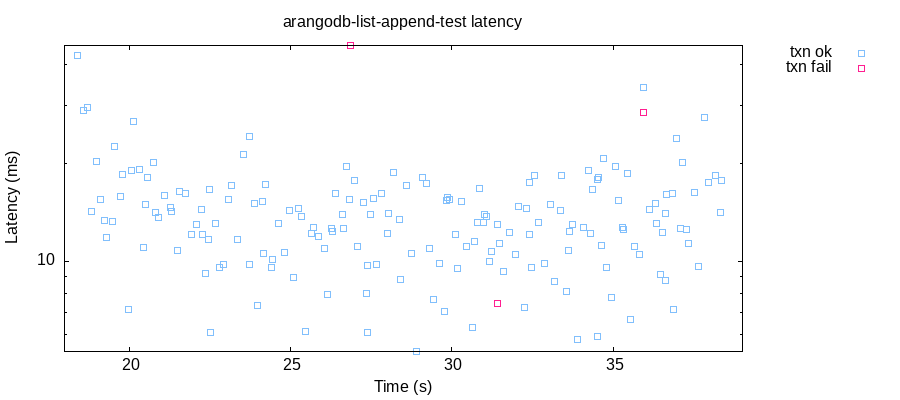 arangodb-list-append-test latency
txn ok
txn fail
Latency (ms)
10
20 25 30 35
Time (s)